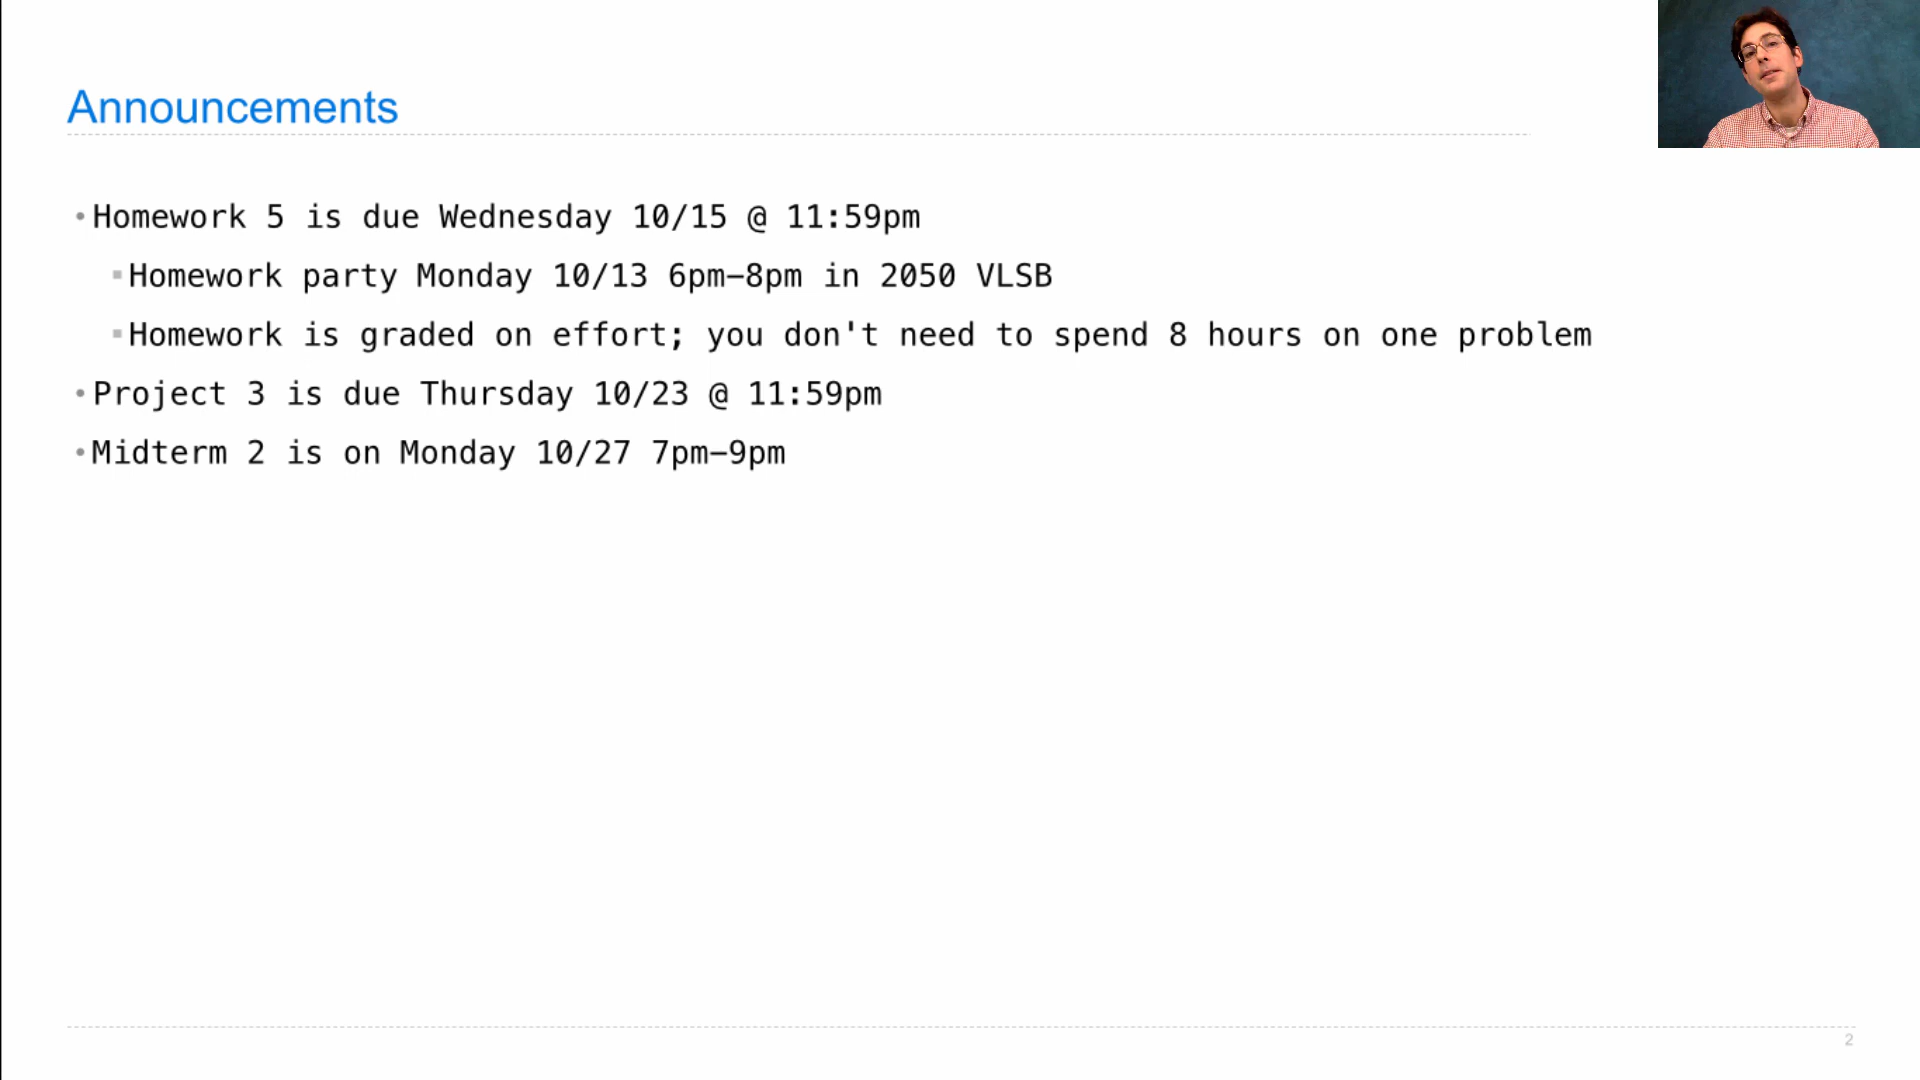 Announcements
•Homework 5 is due Wednesday 10/15 @ 11:59pm
▪Homework party Monday 10/13 6pm–8pm in 2050 VLSB
▪Homework is graded on effort; you don't need to spend 8 hours on one problem
•Project 3 is due Thursday 10/23 @ 11:59pm
•Midterm 2 is on Monday 10/27 7pm–9pm
2